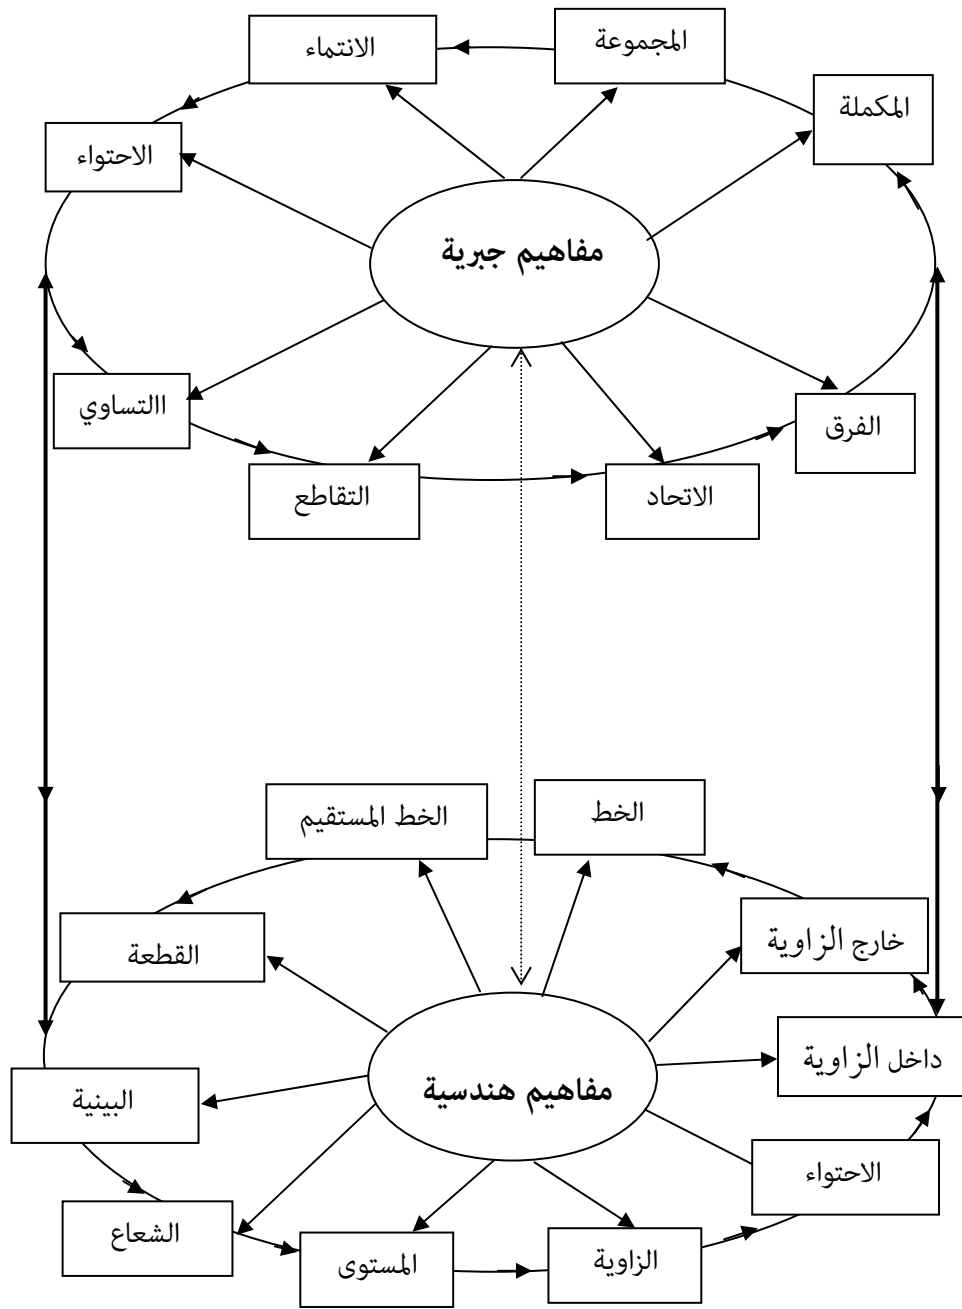 المجموعة
الانتماء
المكملة
الاحتواء
مفاهيم جبرية
االتساوي
الفرق
التقاطع
الاتحاد
الخط
الخط المستقيم
خارج الزاوية
القطعة
داخل الزاوية
مفاهيم هندسية
البينية
الاحتواء
الشعاع
الزاوية
المستوى